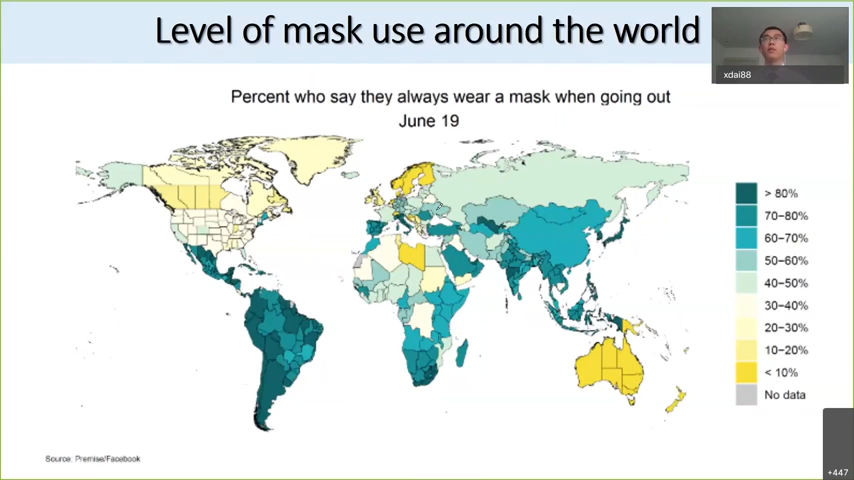 Level of mask use around the world
xdai88
Percent who say they always wear a mask when going out
June 19
> 80%
70–80%
60–70%
50–60%
40–50%
30–40%
20–30%
10–20%
< 10%
No data
Source: Premise/Facebook
+447